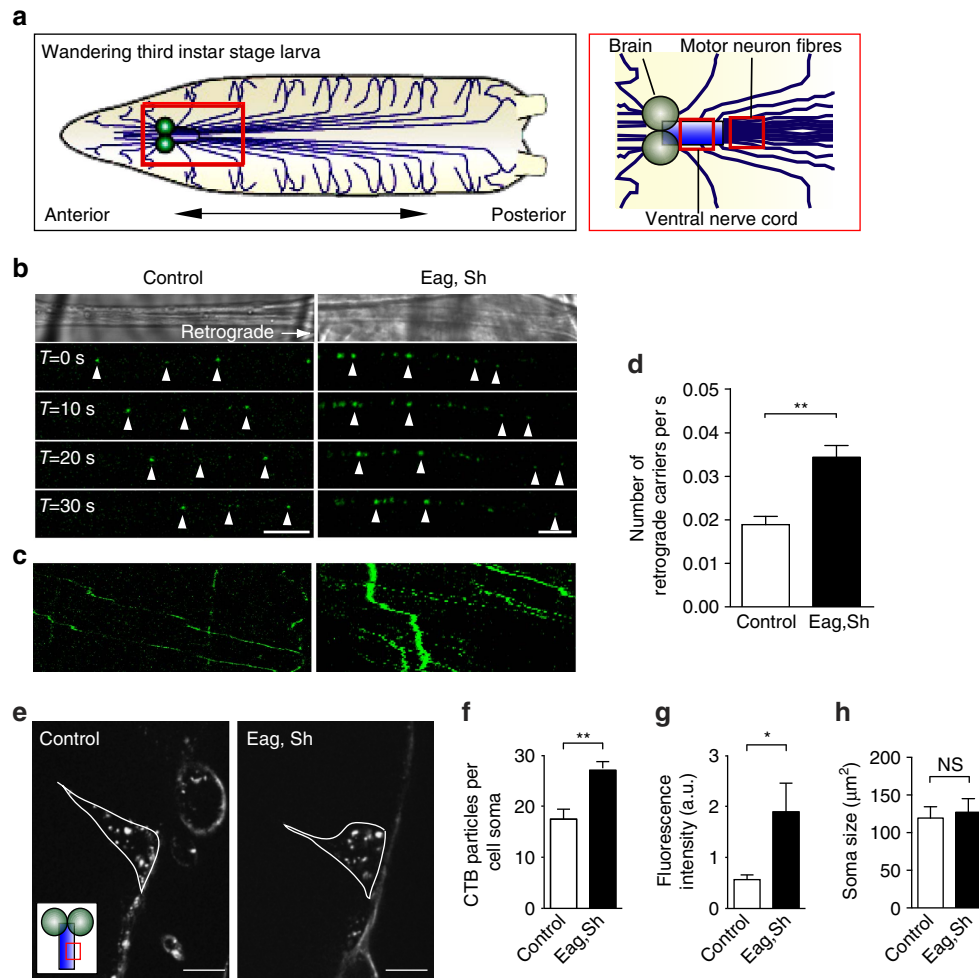 a
Wandering third instar stage larva
Anterior
Posterior
Brain
Motor neuron fibres
Ventral nerve cord
b
Control
Eag, Sh
Retrograde
T=0 s
T=10 s
T=20 s
T=30 s
c
d
Number of
retrograde carriers per s
0.05
0.04
0.03
0.02
0.01
0.00
**
Control
Eag,Sh
e
Control
Eag, Sh
f
CTB particles per
cell soma
30
20
10
0
**
Control
Eag,Sh
g
Fluorescence
intensity (a.u.)
3
2
1
0
*
Control
Eag,Sh
h
Soma size (µm²)
200
150
100
50
0
NS
Control
Eag,Sh